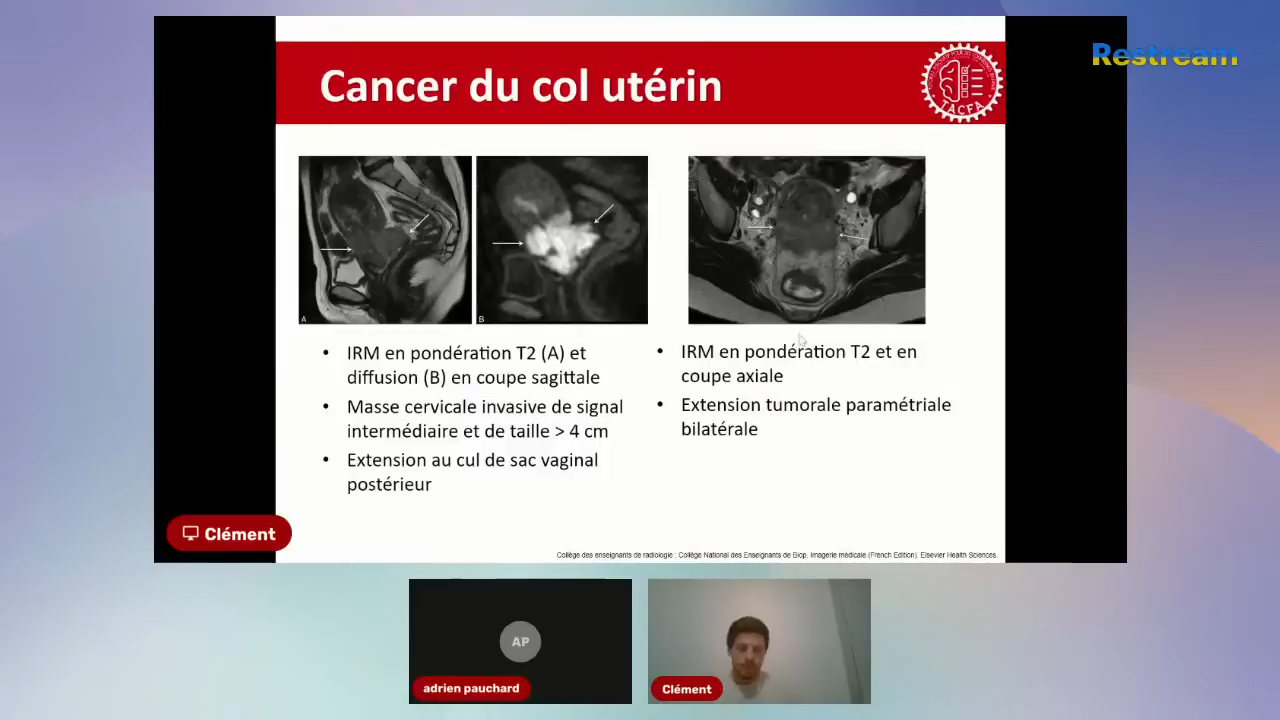 Restream
Cancer du col utérin
TACFA
A
B
• IRM en pondération T2 (A) et
diffusion (B) en coupe sagittale
• Masse cervicale invasive de signal
intermédiaire et de taille > 4 cm
• Extension au cul de sac vaginal
postérieur
• IRM en pondération T2 et en
coupe axiale
• Extension tumorale paramétriale
bilatérale
Collège des enseignants de radiologie ; Collège National des Enseignants de Biop. Imagerie médicale (French Edition). Elsevier Health Sciences.
Clément
AP
adrien pauchard
Clément